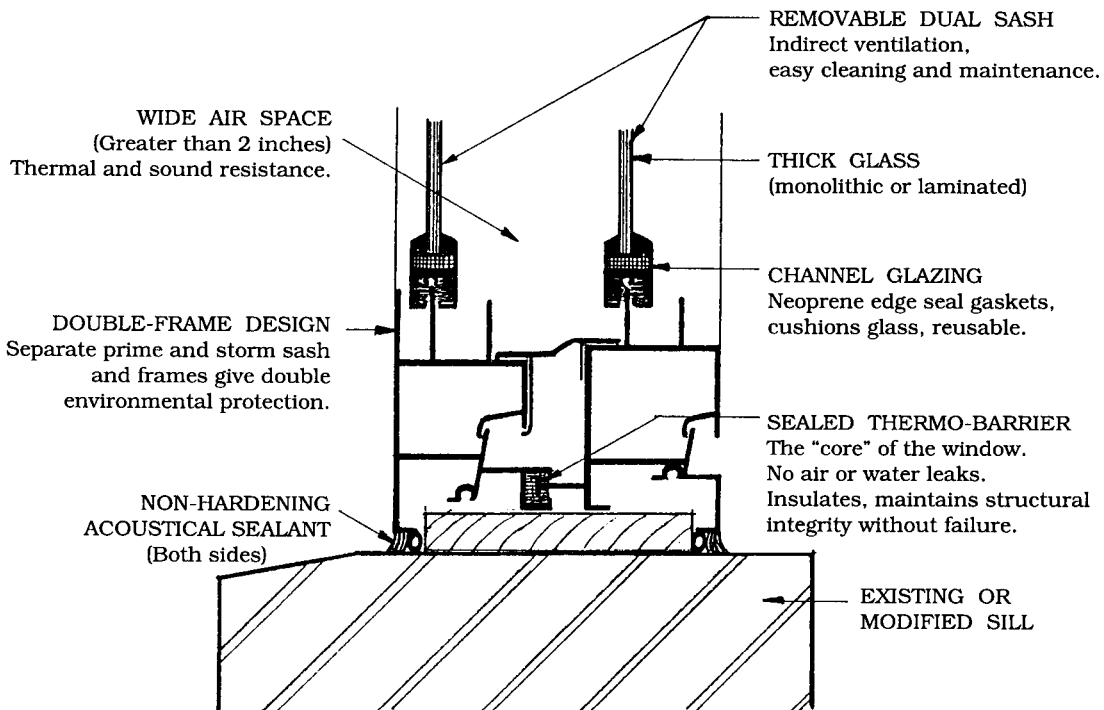 REMOVABLE DUAL SASH
Indirect ventilation,
easy cleaning and maintenance.
WIDE AIR SPACE
(Greater than 2 inches)
Thermal and sound resistance.
THICK GLASS
(monolithic or laminated)
CHANNEL GLAZING
Neoprene edge seal gaskets,
cushions glass, reusable.
DOUBLE-FRAME DESIGN
Separate prime and storm sash
and frames give double
environmental protection.
SEALED THERMO-BARRIER
The “core” of the window.
No air or water leaks.
Insulates, maintains structural
integrity without failure.
NON-HARDENING
ACOUSTICAL SEALANT
(Both sides)
EXISTING OR
MODIFIED SILL